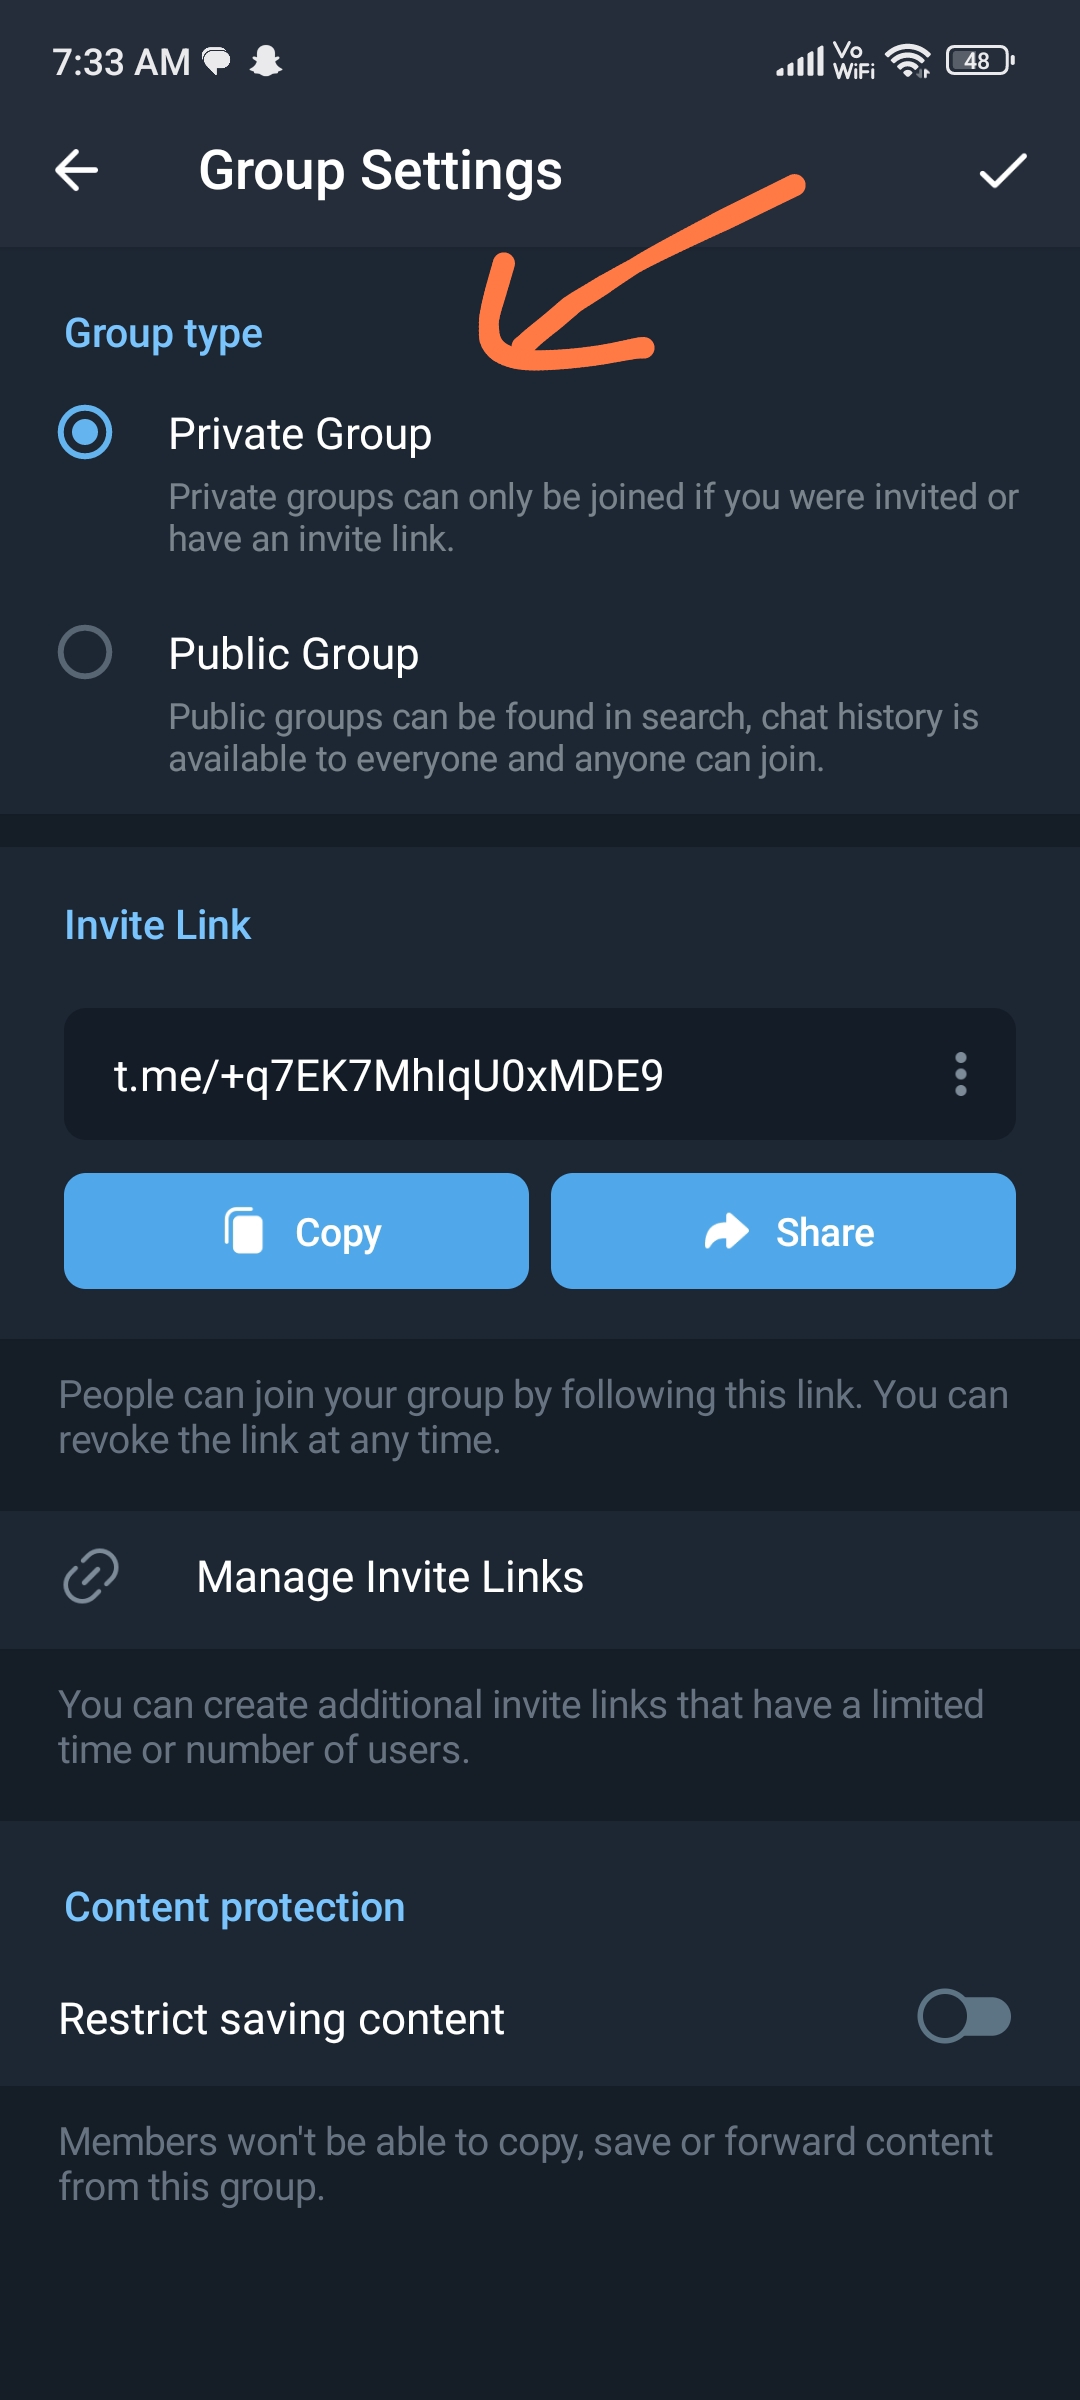 7:33 AM
Vo
WiFi
48
Group Settings
Group type
Private Group
Private groups can only be joined if you were invited or
have an invite link.
Public Group
Public groups can be found in search, chat history is
available to everyone and anyone can join.
Invite Link
t.me/+q7EK7MhIqU0xMDE9
Copy
Share
People can join your group by following this link. You can
revoke the link at any time.
Manage Invite Links
You can create additional invite links that have a limited
time or number of users.
Content protection
Restrict saving content
Members won't be able to copy, save or forward content
from this group.